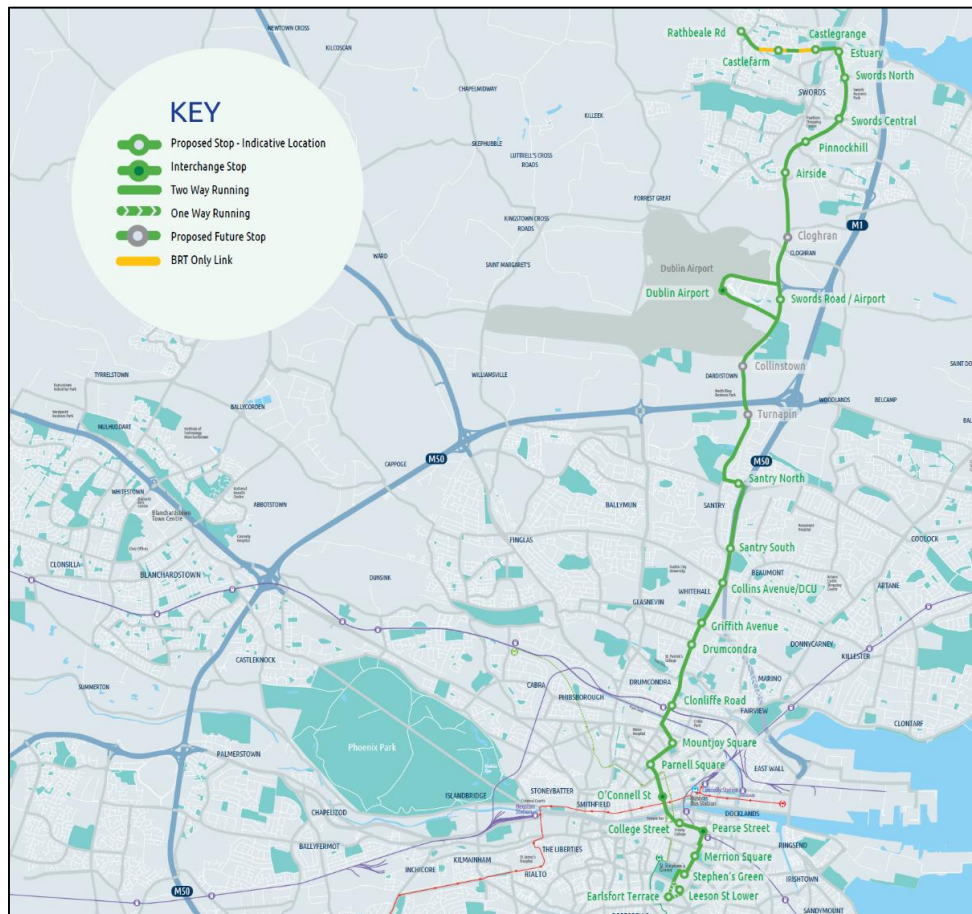 NEWTOWN CROSS
KILCOSCAN
KEY
Proposed Stop - Indicative Location
Interchange Stop
Two Way Running
One Way Running
Proposed Future Stop
BRT Only Link
Rathbeale Rd
Castlegrange
Castlefarm
Estuary
Swords North
SWORDS
Swords Central
Pinnockhill
Airside
CHAPELMIDWAY
KILLEEK
SKEPHUBBLE
LUTTRELL'S CROSS
ROADS
FORREST GREAT
KINGSTOWN CROSS
ROADS
M1
Cloghran
CLOGHRAN
WARD
SAINT MARGARET'S
Dublin Airport
Dublin Airport
Swords Road / Airport
Collinstown
DARDISTOWN
Turnapin
WOODLANDS
BELCAMP
TYRRELSTOWN
WILLIAMSVILLE
BALLYCORDEN
MULHUDDARE
M50
CAPPOGE
M50
Santry North
WHITESTOWN
ABBOTSTOWN
Blanchardstown
Town Centre
BALLYMUN
SANTRY
FINGLAS
CLONSILLA
BLANCHARDSTOWN
DUNSINK
Santry South
COOLOCK
BEAUMONT
WHITEHALL
Collins Avenue/DCU
ARTANE
GLASNEVIN
Griffith Avenue
Drumcondra
DONNYCARNEY
KILLESTER
CASTLEKNOCK
SUMMERTON
DRUMCONDRA
MARINO
CABRA
PHIBSBOROUGH
Clonliffe Road
FAIRVIEW
CLONTARF
Phoenix Park
Mountjoy Square
EAST WALL
PALMERSTOWN
Parnell Square
ISLANDBRIDGE
STONEYBATTER
O'Connell St
SMITHFIELD
DOCKLANDS
CHAPELIZOD
College Street
Pearse Street
RINGSEND
BALLYFERMOT
KILMAINHAM
THE LIBERTIES
Merrion Square
INCHICORE
RIALTO
Stephen's Green
IRISHTOWN
M50
Earlsfort Terrace
Leeson St Lower
SANDYMOUNT